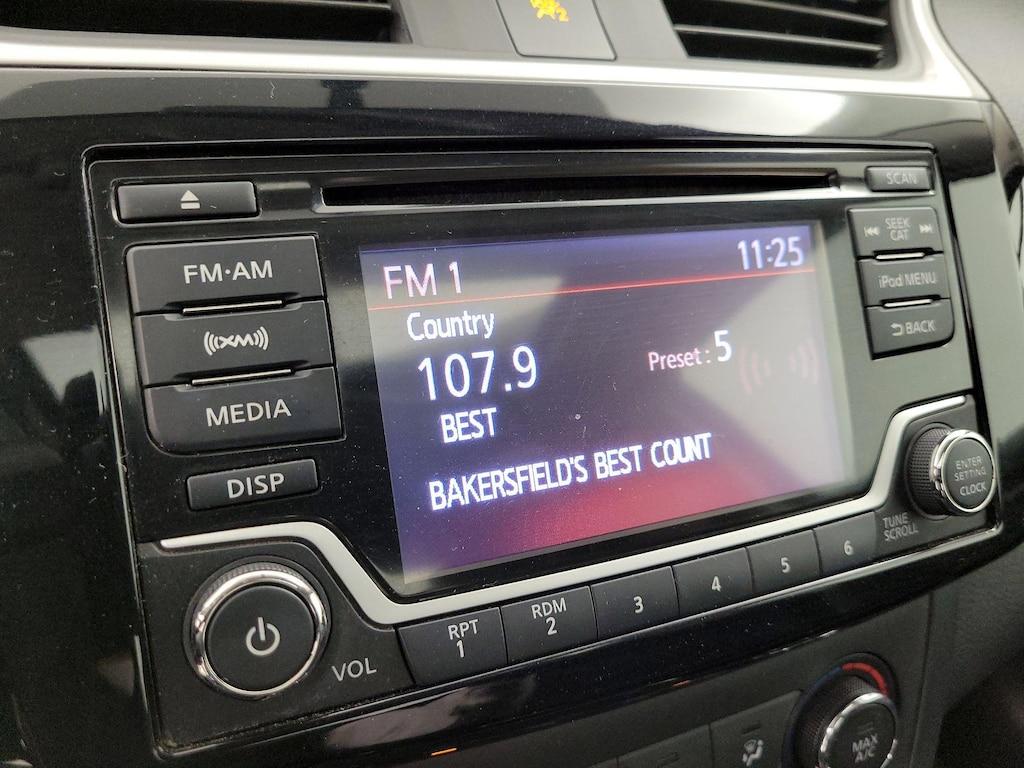 2
SCAN
SEEK
CAT
FM·AM
FM 1
11:25
iPod MENU
Country
XM
107.9
Preset: 5
BACK
MEDIA
BEST
BAKERSFIELD'S BEST COUNT
DISP
ENTER
SETTING
CLOCK
TUNE
SCROLL
VOL
RPT
1
RDM
2
3
4
5
6
MAX
A/C